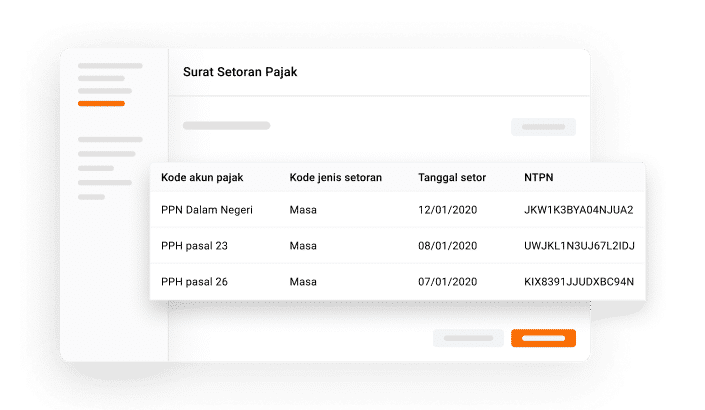 Surat Setoran Pajak
Kode akun pajak Kode jenis setoran Tanggal setor NTPN
PPN Dalam Negeri Masa 12/01/2020 JKW1K3BYA04NJUA2
PPH pasal 23 Masa 08/01/2020 UWJKL1N3UJ67L2IDJ
PPH pasal 26 Masa 07/01/2020 KIX8391JJUDXBC94N